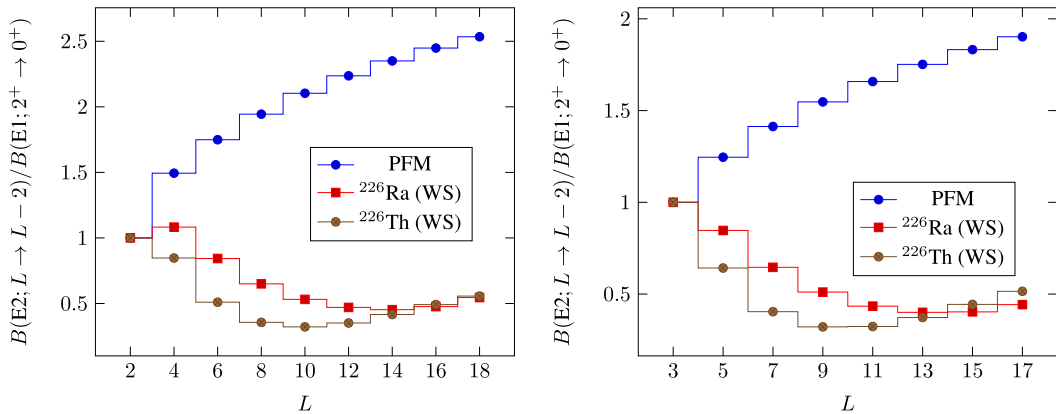 B(E2; L → L − 2)/B(E1; 2⁺ → 0⁺)
2.5
2
1.5
1
0.5
PFM
²²⁶Ra (WS)
²²⁶Th (WS)
2 4 6 8 10 12 14 16 18
L
B(E2; L → L − 2)/B(E1; 2⁺ → 0⁺)
2
1.5
1
0.5
PFM
²²⁶Ra (WS)
²²⁶Th (WS)
3 5 7 9 11 13 15 17
L